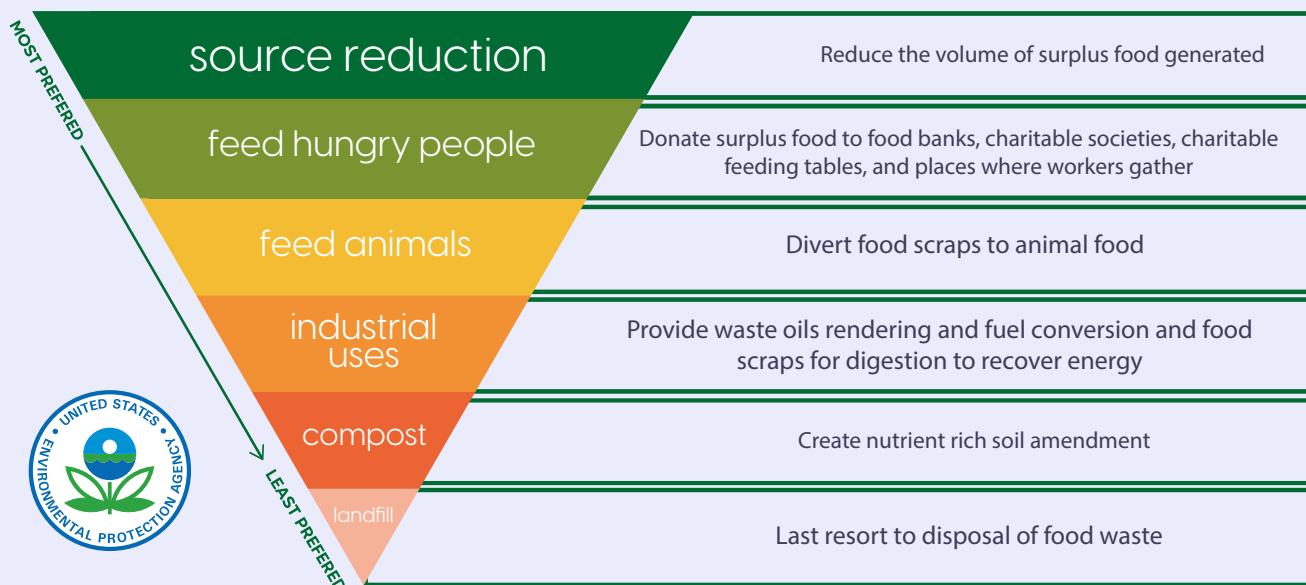 MOST PREFERED
source reduction
Reduce the volume of surplus food generated
feed hungry people
Donate surplus food to food banks, charitable societies, charitable
feeding tables, and places where workers gather
feed animals
Divert food scraps to animal food
industrial
uses
Provide waste oils rendering and fuel conversion and food
scraps for digestion to recover energy
compost
Create nutrient rich soil amendment
landfill
Last resort to disposal of food waste
LEAST PREFERED
UNITED STATES
ENVIRONMENTAL PROTECTION AGENCY